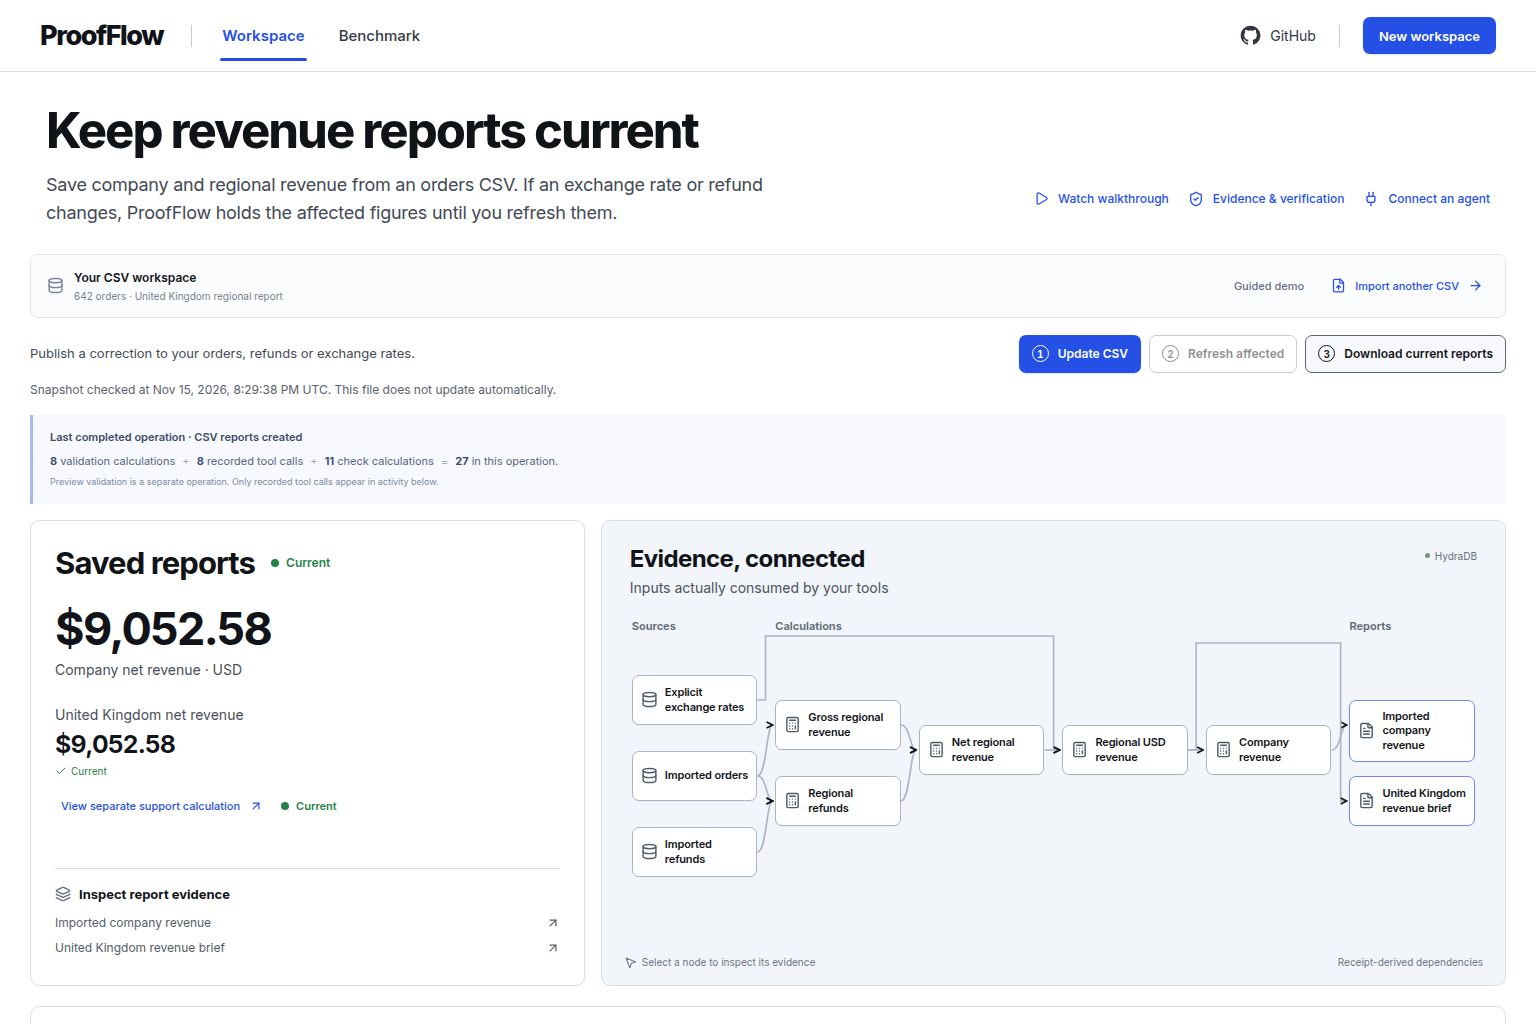 ProofFlow
Workspace
Benchmark
GitHub
New workspace
Keep revenue reports current
Save company and regional revenue from an orders CSV. If an exchange rate or refund
changes, ProofFlow holds the affected figures until you refresh them.
Watch walkthrough
Evidence & verification
Connect an agent
Your CSV workspace
642 orders · United Kingdom regional report
Guided demo
Import another CSV
Publish a correction to your orders, refunds or exchange rates.
1 Update CSV
2 Refresh affected
3 Download current reports
Snapshot checked at Nov 15, 2026, 8:29:38 PM UTC. This file does not update automatically.
Last completed operation · CSV reports created
8 validation calculations + 8 recorded tool calls + 11 check calculations = 27 in this operation.
Preview validation is a separate operation. Only recorded tool calls appear in activity below.
Saved reports
Current
$9,052.58
Company net revenue · USD
United Kingdom net revenue
$9,052.58
Current
View separate support calculation
Current
Inspect report evidence
Imported company revenue
United Kingdom revenue brief
Evidence, connected
HydraDB
Inputs actually consumed by your tools
Sources
Calculations
Reports
Explicit
exchange rates
Imported orders
Imported
refunds
Gross regional
revenue
Regional
refunds
Net regional
revenue
Regional USD
revenue
Company
revenue
Imported
company
revenue
United Kingdom
revenue brief
Select a node to inspect its evidence
Receipt-derived dependencies